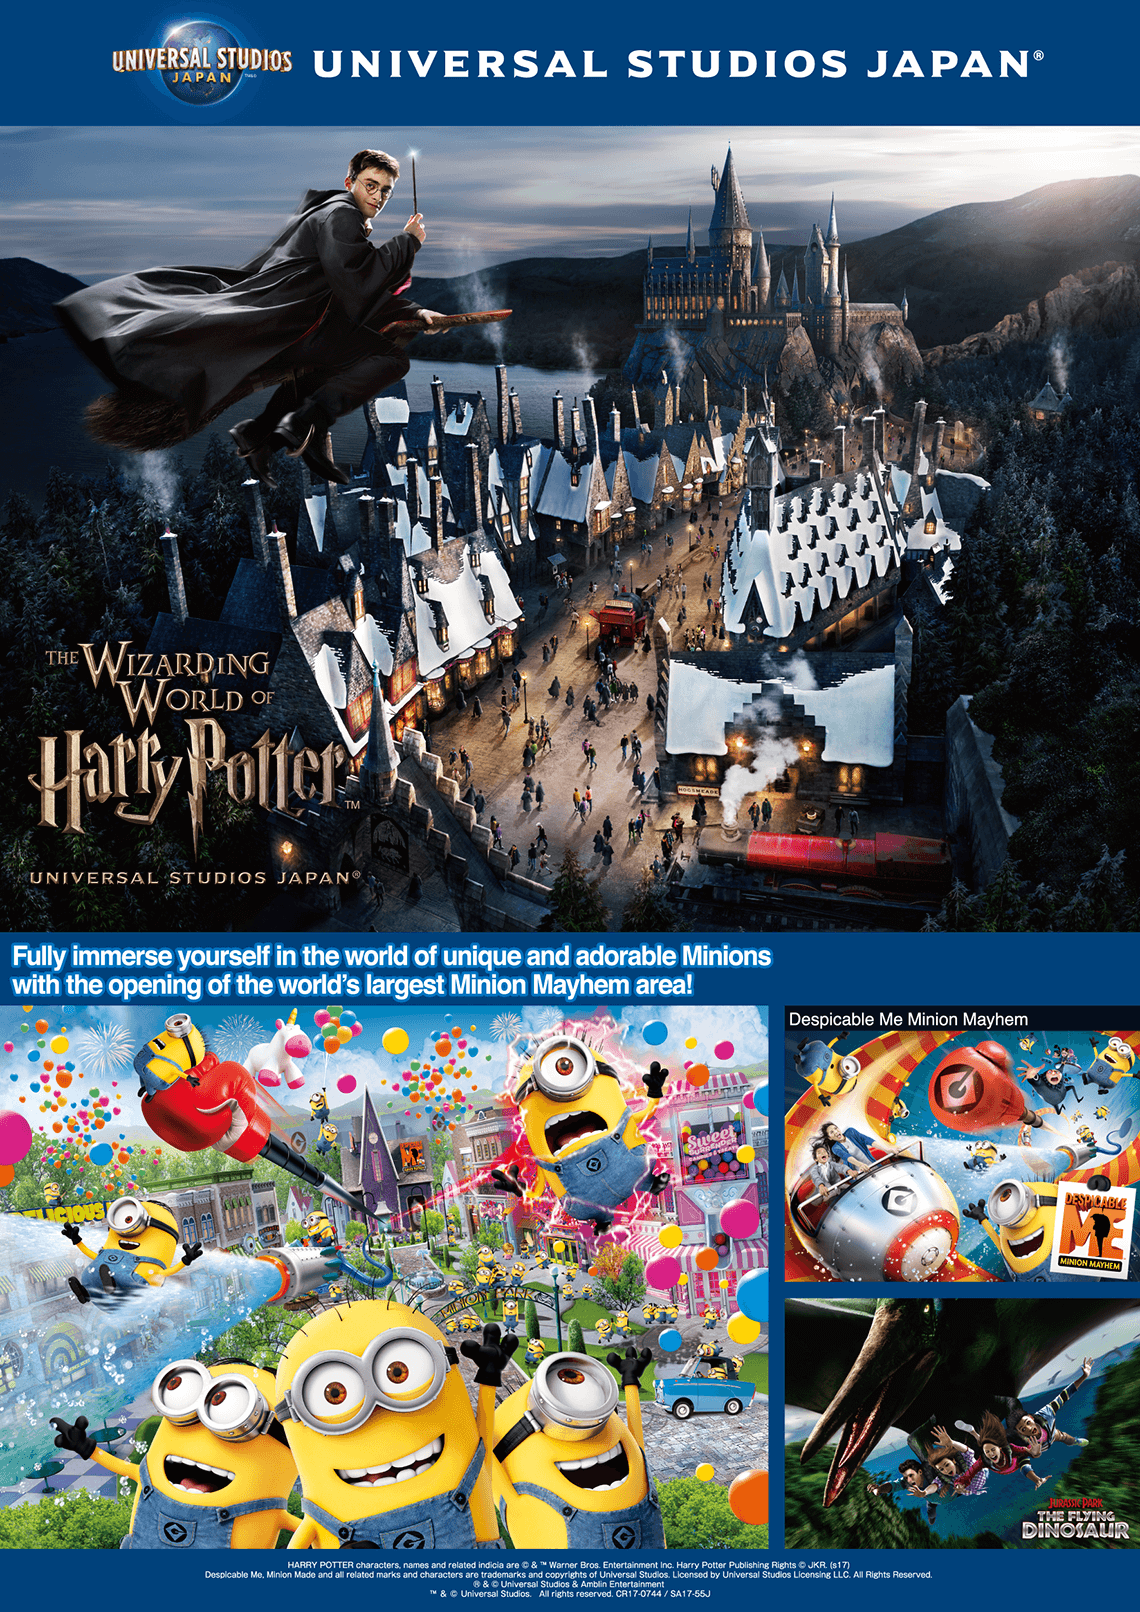 UNIVERSAL STUDIOS
JAPAN
UNIVERSAL STUDIOS JAPAN®
THE WIZARDING
WORLD OF
Harry Potter™
UNIVERSAL STUDIOS JAPAN®
HOGSMEADE
Fully immerse yourself in the world of unique and adorable Minions
with the opening of the world's largest Minion Mayhem area!
Despicable Me Minion Mayhem
Sweet
SURRENDER
MINION PARK
DESPICABLE
ME
MINION MAYHEM
JURASSIC PARK
THE FLYING
DINOSAUR
HARRY POTTER characters, names and related indicia are © & ™ Warner Bros. Entertainment Inc. Harry Potter Publishing Rights © JKR. (s17)
Despicable Me, Minion Made and all related marks and characters are trademarks and copyrights of Universal Studios. Licensed by Universal Studios Licensing LLC. All Rights Reserved.
® & © Universal Studios & Amblin Entertainment
™ & © Universal Studios. All rights reserved. CR17-0744 / SA17-55J